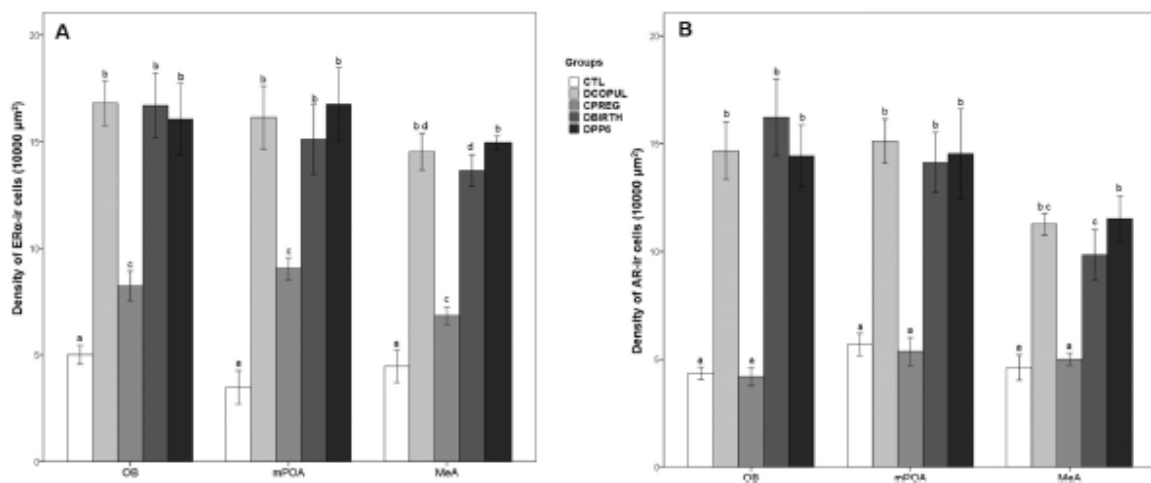 A
Density of ERα-ir cells (10000 μm²)
20
15
10
5
0
a
b
c
b
b
a
b
c
b
b
a
b d
c
d
b
OB
mPOA
MeA
Groups
CTL
DCOPUL
CPREG
DBIRTH
DPP6
B
Density of AR-ir cells (10000 μm²)
20
15
10
5
0
a
b
a
b
b
a
b
a
b
b
a
b c
a
c
b
OB
mPOA
MeA